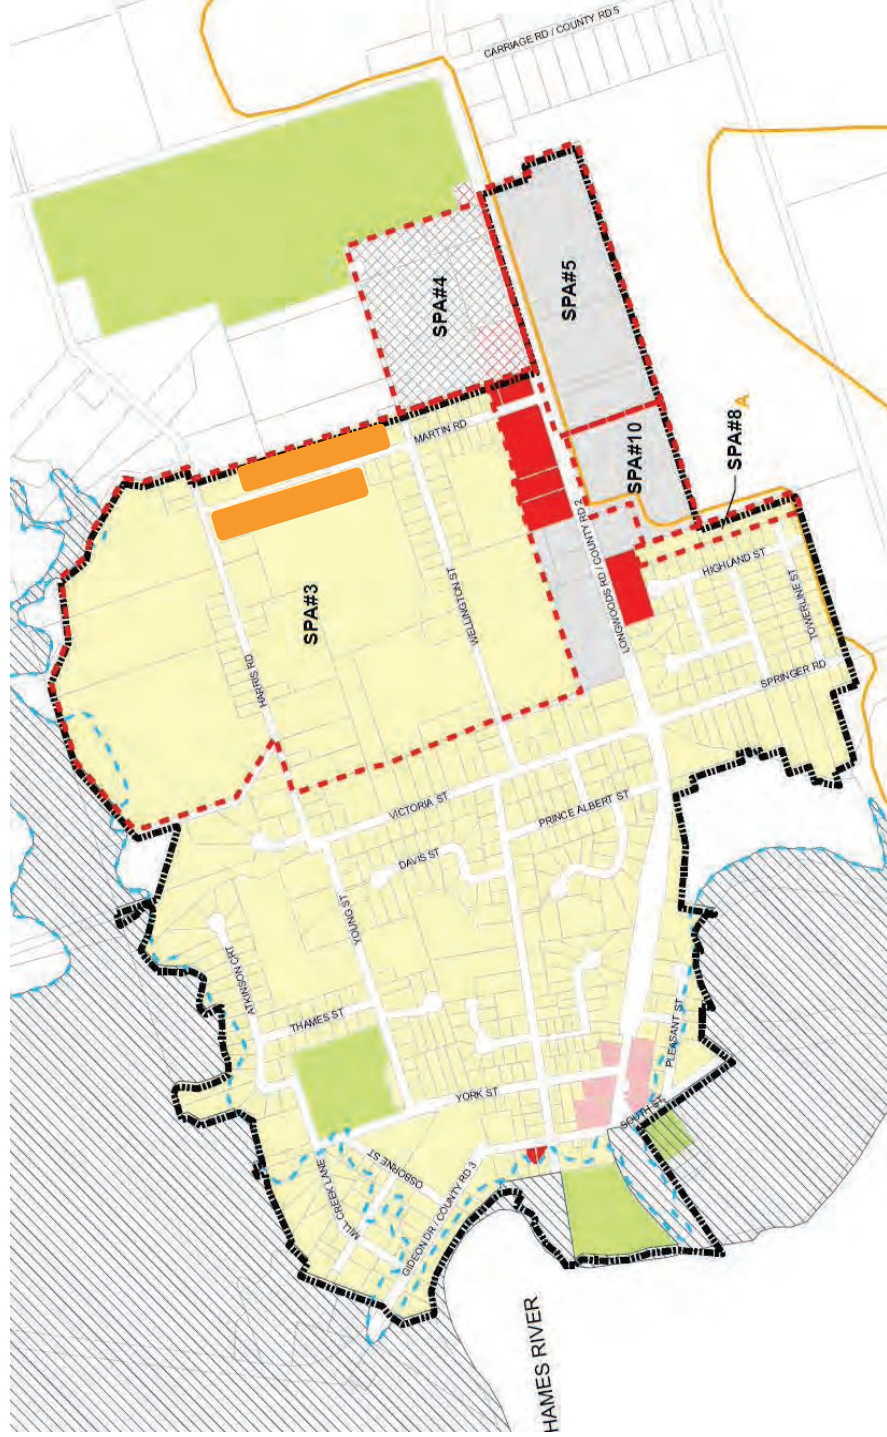 CARRIAGE RD / COUNTY RD 5
SPA#4
SPA#5
MARTIN RD
SPA#8
A
SPA#10
LONGWOODS RD / COUNTY RD 2
HIGHLAND ST
TOWERLINE ST
SPRINGER RD
WELLINGTON ST
SPA#3
HARRIS RD
VICTORIA ST
PRINCE ALBERT ST
DAVIS ST
YOUNG ST
ATKINSON CRT
THAMES ST
PLEASANT ST
YORK ST
SOUTH ST
OSBORNE ST
MILL CREEK LANE
GIDEON DR / COUNTY RD 3
HAMES RIVER